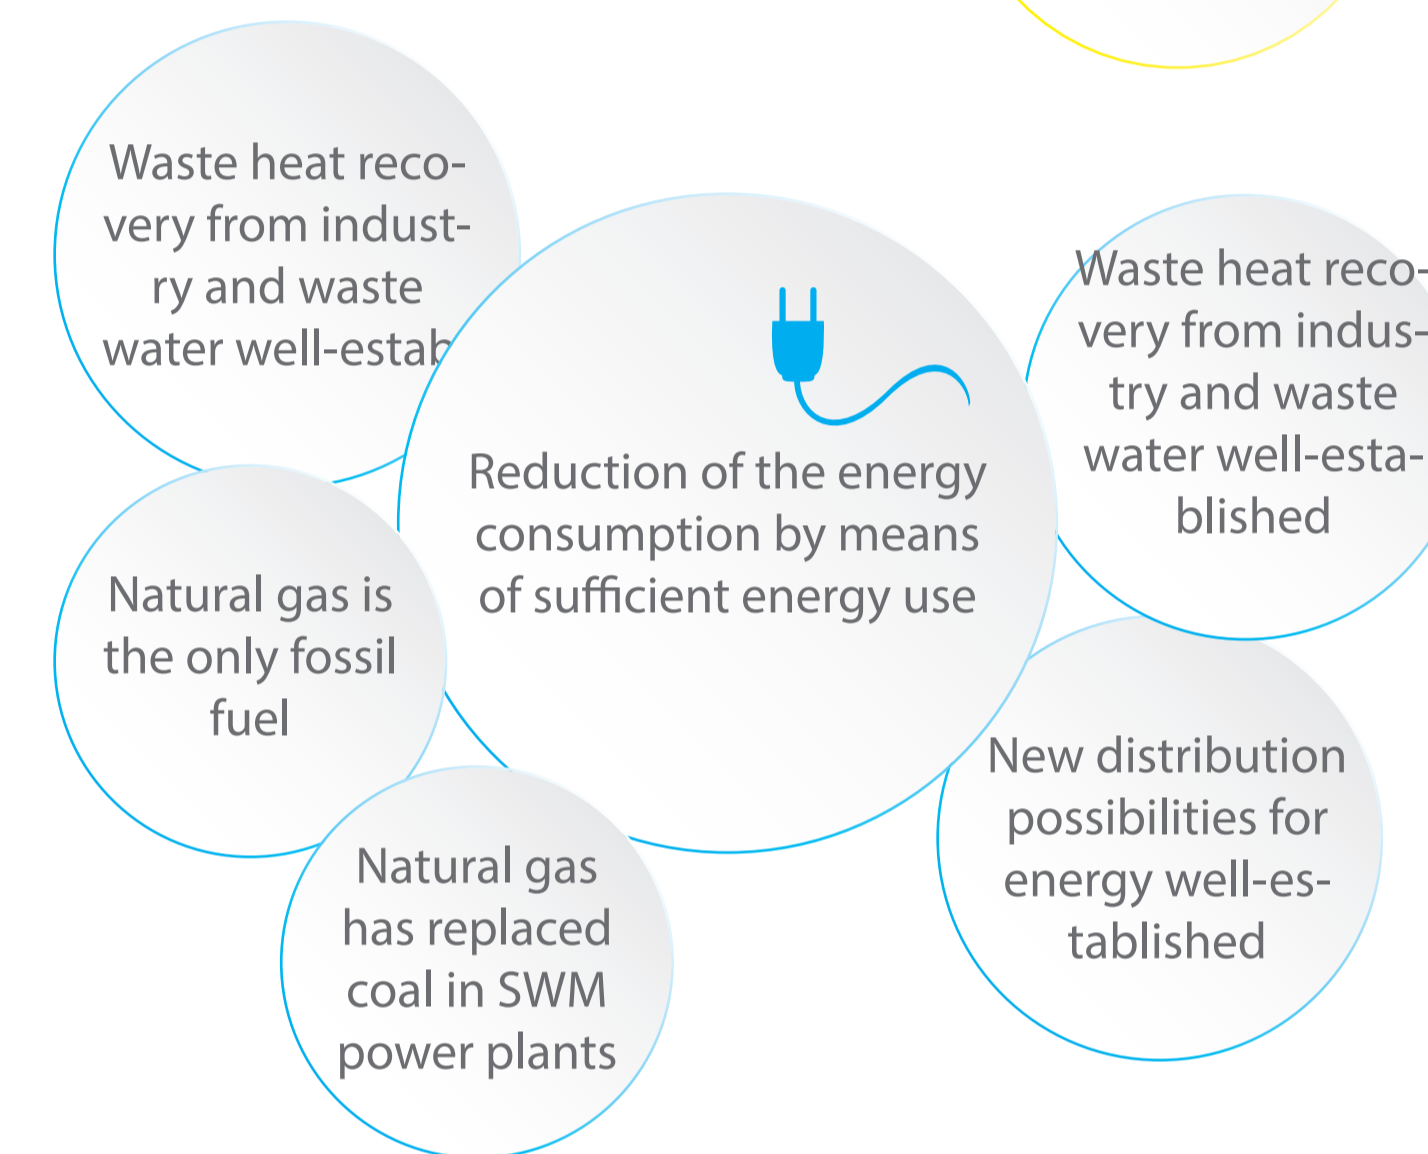 Waste heat reco-
very from indust-
ry and waste
water well-estab
Reduction of the energy
consumption by means
of sufficient energy use
Waste heat reco-
very from indus-
try and waste
water well-esta-
blished
Natural gas is
the only fossil
fuel
Natural gas
has replaced
coal in SWM
power plants
New distribution
possibilities for
energy well-es-
tablished